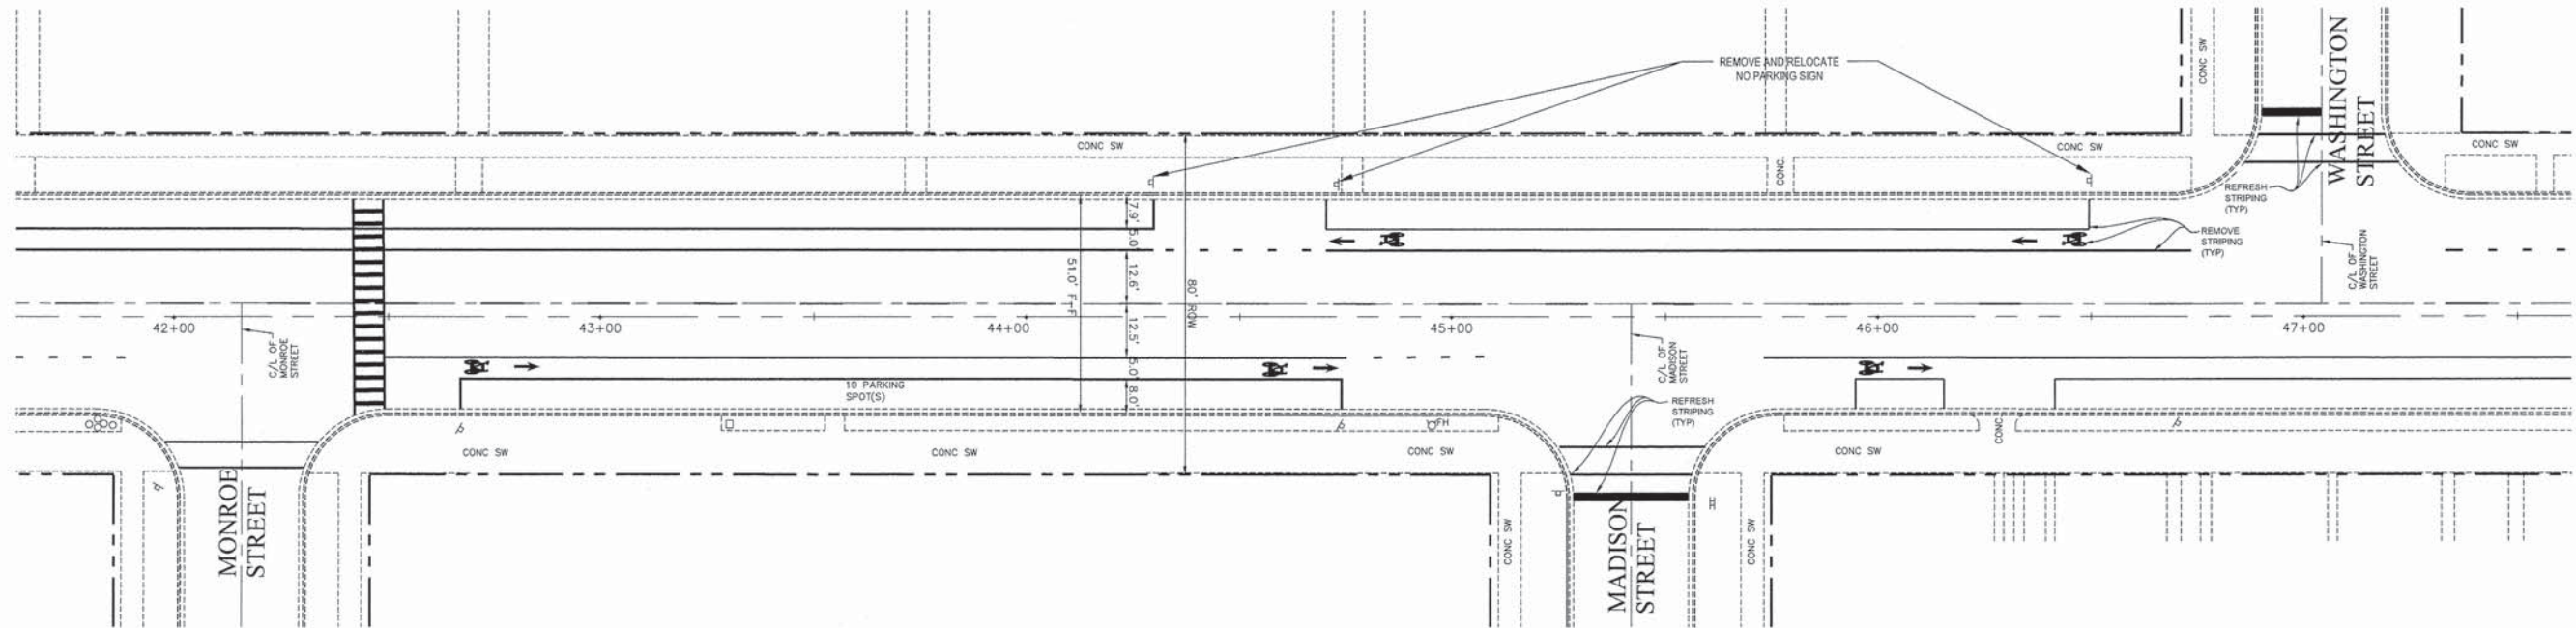 REMOVE AND RELOCATE
NO PARKING SIGN
CONC SW
WASHINGTON
STREET
CONC SW
CONC SW
CONC SW
CONC.
REFRESH
STRIPING
(TYP)
REMOVE
STRIPING
(TYP)
C/L OF
WASHINGTON
STREET
7.9'
5.0'
12.6'
51.0' F-F
80' ROW
12.5'
5.0'
8.0'
42+00
43+00
44+00
45+00
46+00
47+00
C/L OF
MONROE
STREET
C/L OF
MADISON
STREET
10 PARKING
SPOT(S)
REFRESH
STRIPING
(TYP)
FH
CONC
CONC SW
CONC SW
CONC SW
CONC SW
MONROE
STREET
CONC SW
MADISON
STREET
CONC SW